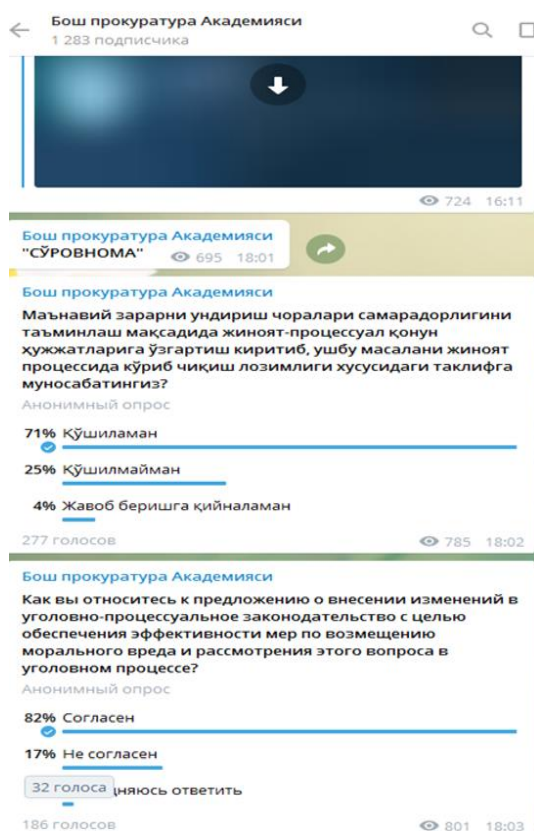 Бош прокуратура Академияси
1 283 подписчика
724 16:11
Бош прокуратура Академияси
"СЎРОВНОМА" 695 18:01
Бош прокуратура Академияси
Маънавий зарарни ундириш чоралари самарадорлигини
таъминлаш мақсадида жиноят-процессуал қонун
ҳужжатларига ўзгартиш киритиб, ушбу масалани жиноят
процессида кўриб чиқиш лозимлиги хусусидаги таклифга
муносабатингиз?
Анонимный опрос
71% Қўшиламан
25% Қўшилмайман
4% Жавоб беришга қийналаман
277 голосов 785 18:02
Бош прокуратура Академияси
Как вы относитесь к предложению о внесении изменений в
уголовно-процессуальное законодательство с целью
обеспечения эффективности мер по возмещению
морального вреда и рассмотрения этого вопроса в
уголовном процессе?
Анонимный опрос
82% Согласен
17% Не согласен
32 голоса дняюсь ответить
186 голосов 801 18:03